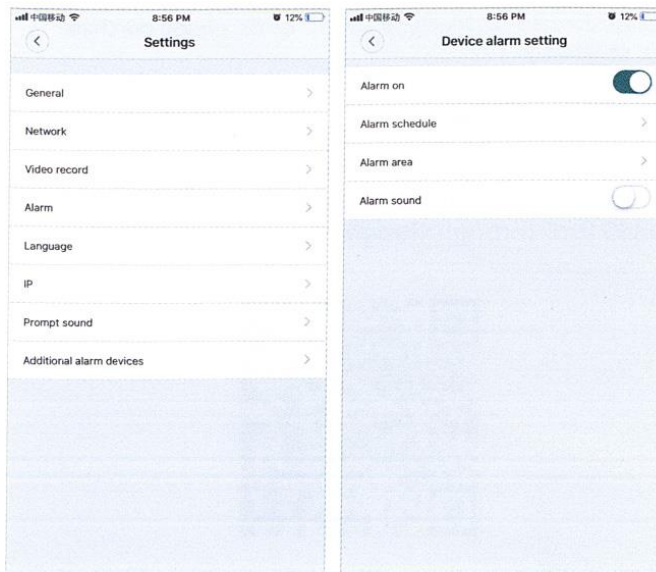 中国移动 8:56 PM 12%
Settings
General
Network
Video record
Alarm
Language
IP
Prompt sound
Additional alarm devices
中国移动 8:56 PM 12%
Device alarm setting
Alarm on
Alarm schedule
Alarm area
Alarm sound